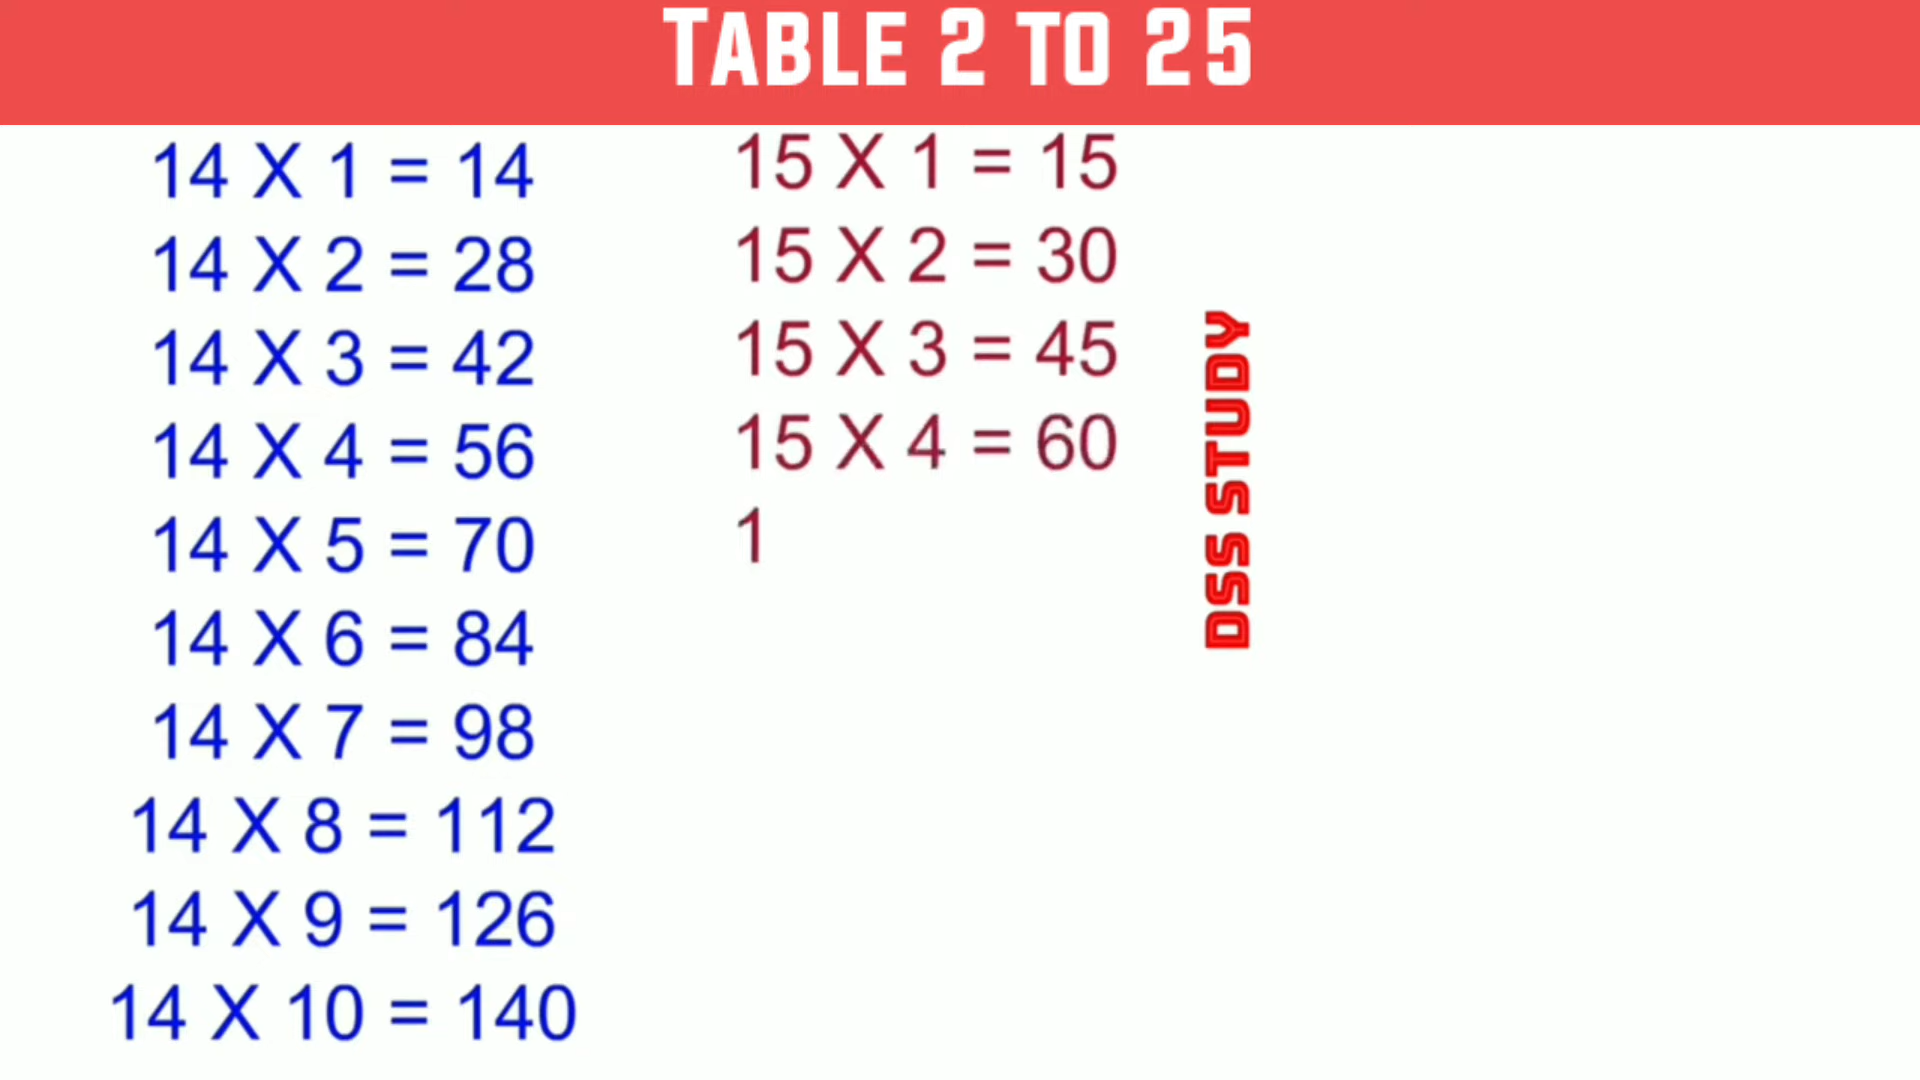 TABLE 2 TO 25
14 X 1 = 14
14 X 2 = 28
14 X 3 = 42
14 X 4 = 56
14 X 5 = 70
14 X 6 = 84
14 X 7 = 98
14 X 8 = 112
14 X 9 = 126
14 X 10 = 140
15 X 1 = 15
15 X 2 = 30
15 X 3 = 45
15 X 4 = 60
1
DSS STUDY